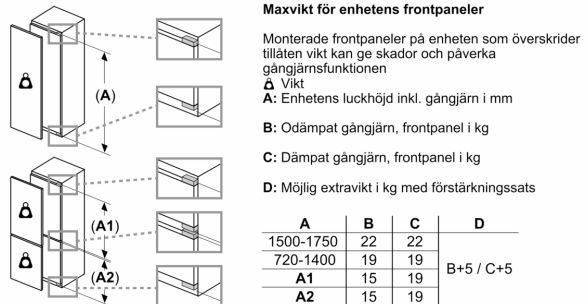 Maxvikt för enhetens frontpaneler
Monterade frontpaneler på enheten som överskrider
tillåten vikt kan ge skador och påverka
gångjärnsfunktionen
Vikt
A: Enhetens luckhöjd inkl. gångjärn i mm
B: Odämpat gångjärn, frontpanel i kg
C: Dämpat gångjärn, frontpanel i kg
D: Möjlig extravikt i kg med förstärkningssats
(A)
(A1)
(A2)
A B C D
1500-1750 22 22
720-1400 19 19
B+5 / C+5
A1 15 19
A2 15 19